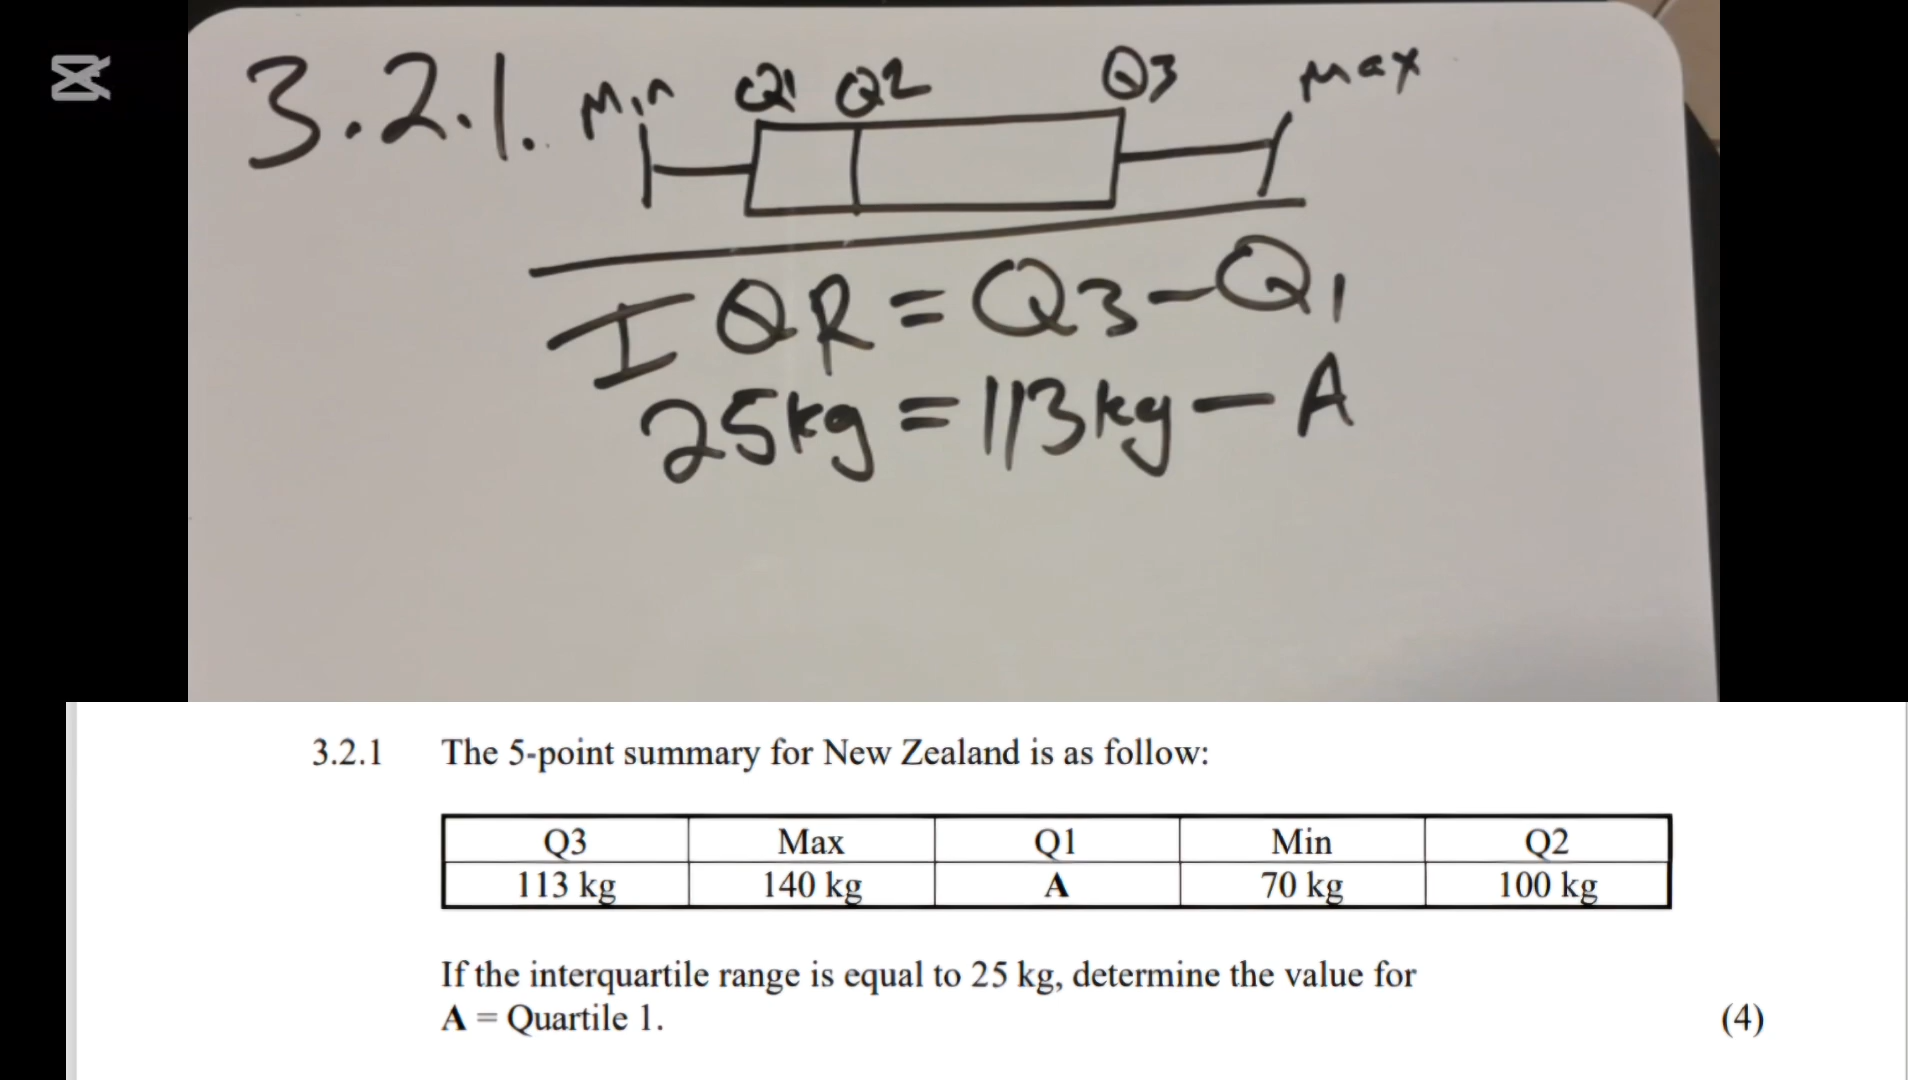 3.2.1. Min Q1 Q2 Q3 Max
IQR = Q3 - Q1
25kg = 113kg - A
3.2.1 The 5-point summary for New Zealand is as follow:
Q3 Max Q1 Min Q2
113 kg 140 kg A 70 kg 100 kg
If the interquartile range is equal to 25 kg, determine the value for
A = Quartile 1. (4)